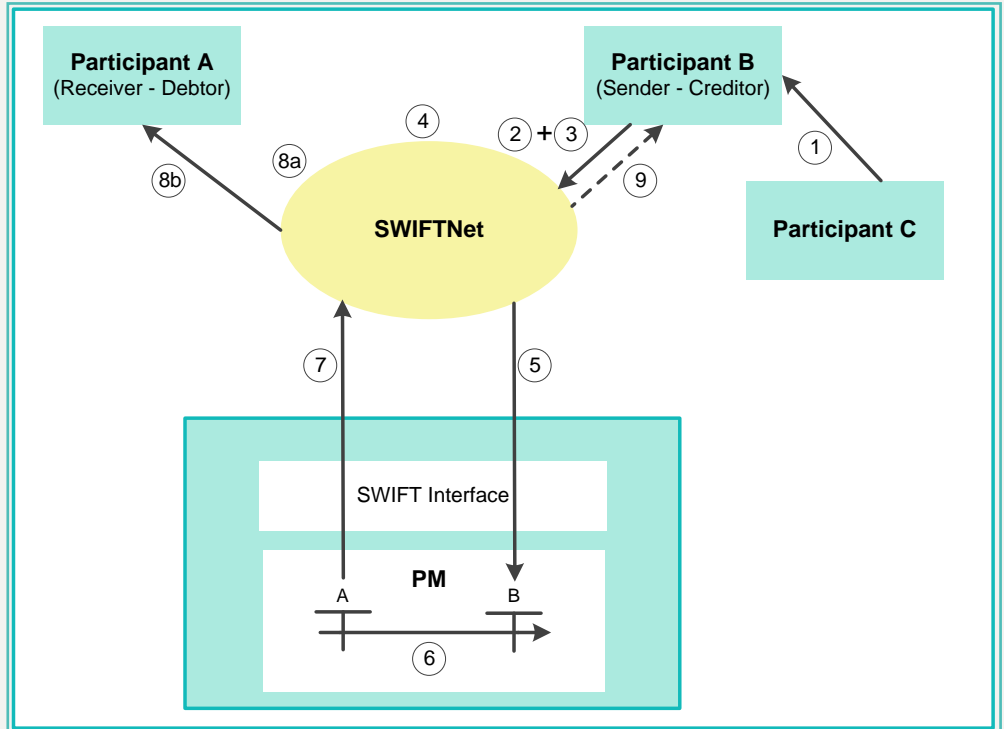 Participant A
(Receiver - Debtor)
Participant B
(Sender - Creditor)
4
2 + 3
1
8a
8b
9
SWIFTNet
Participant C
7
5
SWIFT Interface
PM
A
B
6